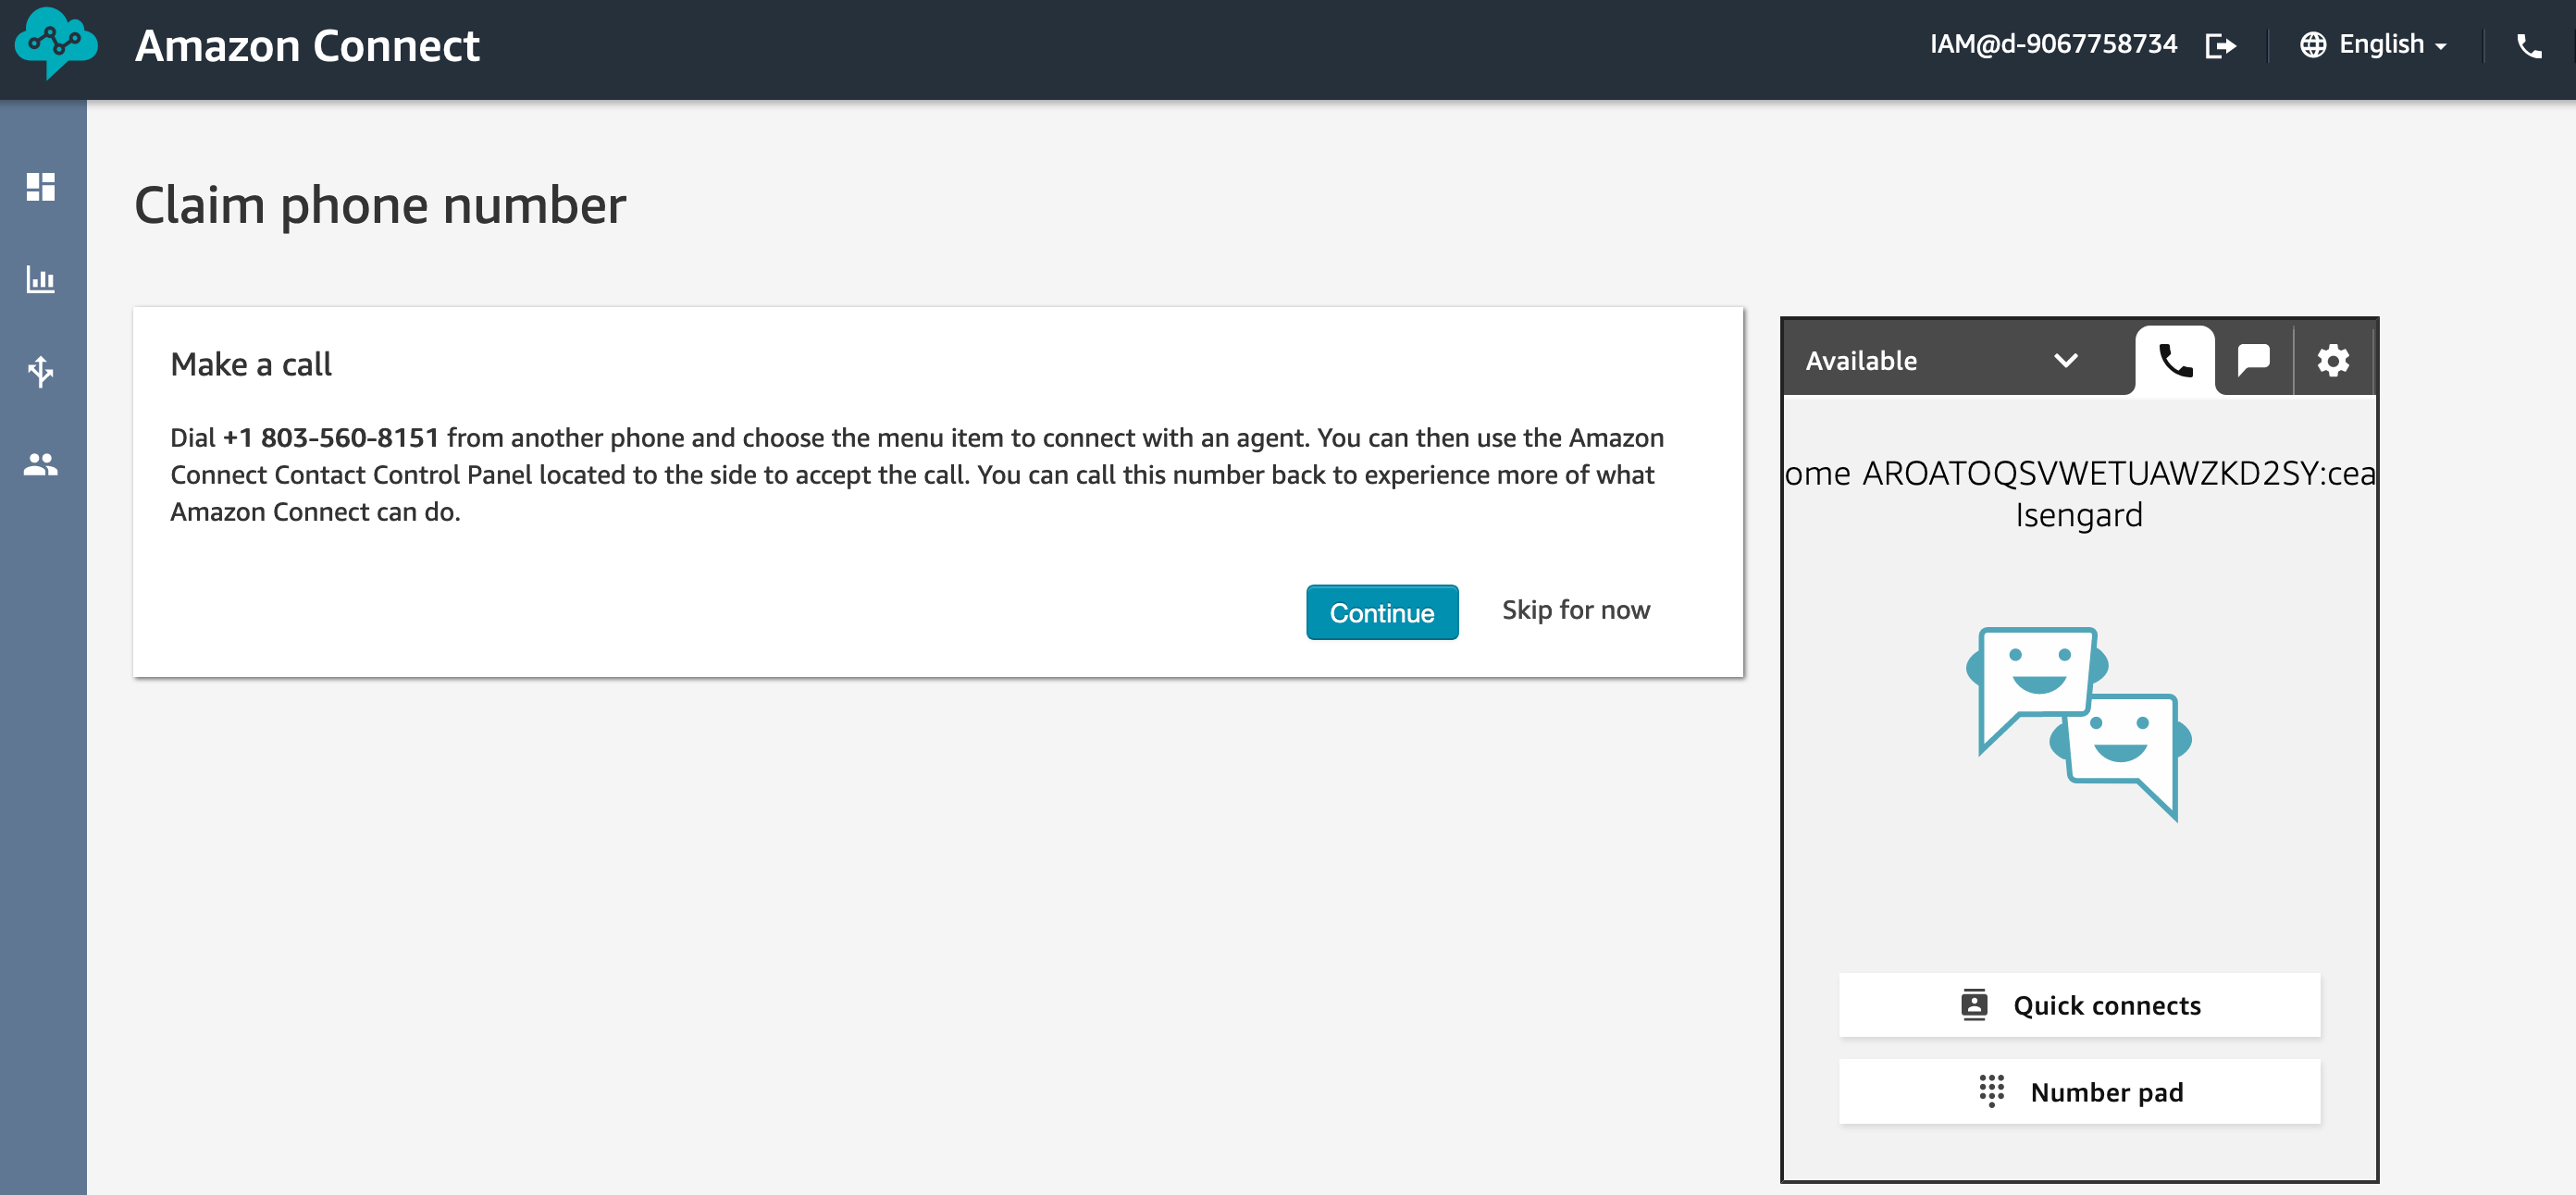 Amazon Connect
IAM@d-9067758734
English
Claim phone number
Make a call
Dial +1 803-560-8151 from another phone and choose the menu item to connect with an agent. You can then use the Amazon
Connect Contact Control Panel located to the side to accept the call. You can call this number back to experience more of what
Amazon Connect can do.
Continue
Skip for now
Available
ome AROATOQSVWETUAWZKD2SY:cea
Isengard
Quick connects
Number pad